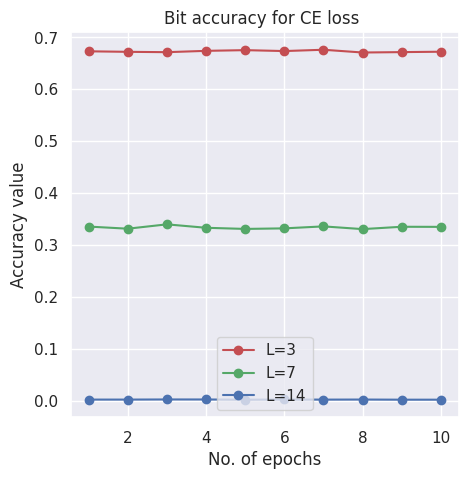 Bit accuracy for CE loss
Accuracy value
0.7
0.6
0.5
0.4
0.3
0.2
0.1
0.0
L=3
L=7
L=14
2 4 6 8 10
No. of epochs